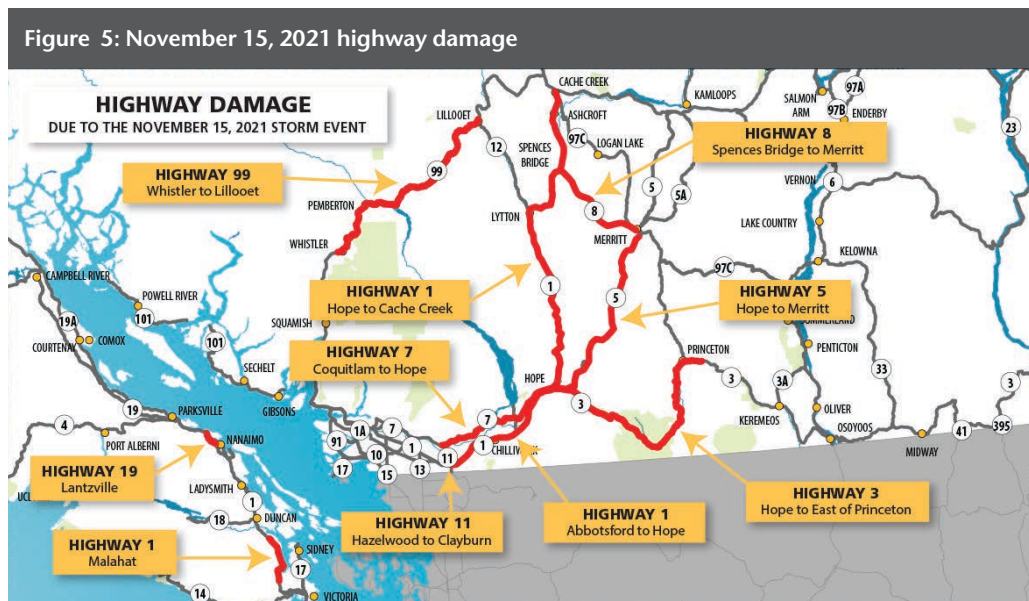 Figure 5: November 15, 2021 highway damage
HIGHWAY DAMAGE
DUE TO THE NOVEMBER 15, 2021 STORM EVENT
CACHE CREEK
KAMLOOPS
SALMON
ARM
97A
97B
ENDERBY
23
LILLOOET
ASHCROFT
97C
LOGAN LAKE
HIGHWAY 8
Spences Bridge to Merritt
12
SPENCES
BRIDGE
HIGHWAY 99
Whistler to Lillooet
99
5
5A
VERNON
6
PEMBERTON
LYTTON
8
MERRITT
LAKE COUNTRY
WHISTLER
KELOWNA
97C
CAMPBELL RIVER
POWELL RIVER
101
HIGHWAY 1
Hope to Cache Creek
1
5
HIGHWAY 5
Hope to Merritt
19A
COURTENAY
COMOX
101
SQUAMISH
PENTICTON
HIGHWAY 7
Coquitlam to Hope
PRINCETON
SECHELT
HOPE
3
3A
33
3
GIBSONS
3
KEREMEOS
OLIVER
19
PARKSVILLE
4
PORT ALBERNI
NANAIMO
91
1A
7
7
10
1
1
CHILLIWACK
OSOYOOS
MIDWAY
41
395
17
15
13
11
HIGHWAY 19
Lantzville
LADYSMITH
1
HIGHWAY 3
Hope to East of Princeton
18
DUNCAN
HIGHWAY 11
Hazelwood to Clayburn
HIGHWAY 1
Abbotsford to Hope
HIGHWAY 1
Malahat
SIDNEY
17
14
VICTORIA